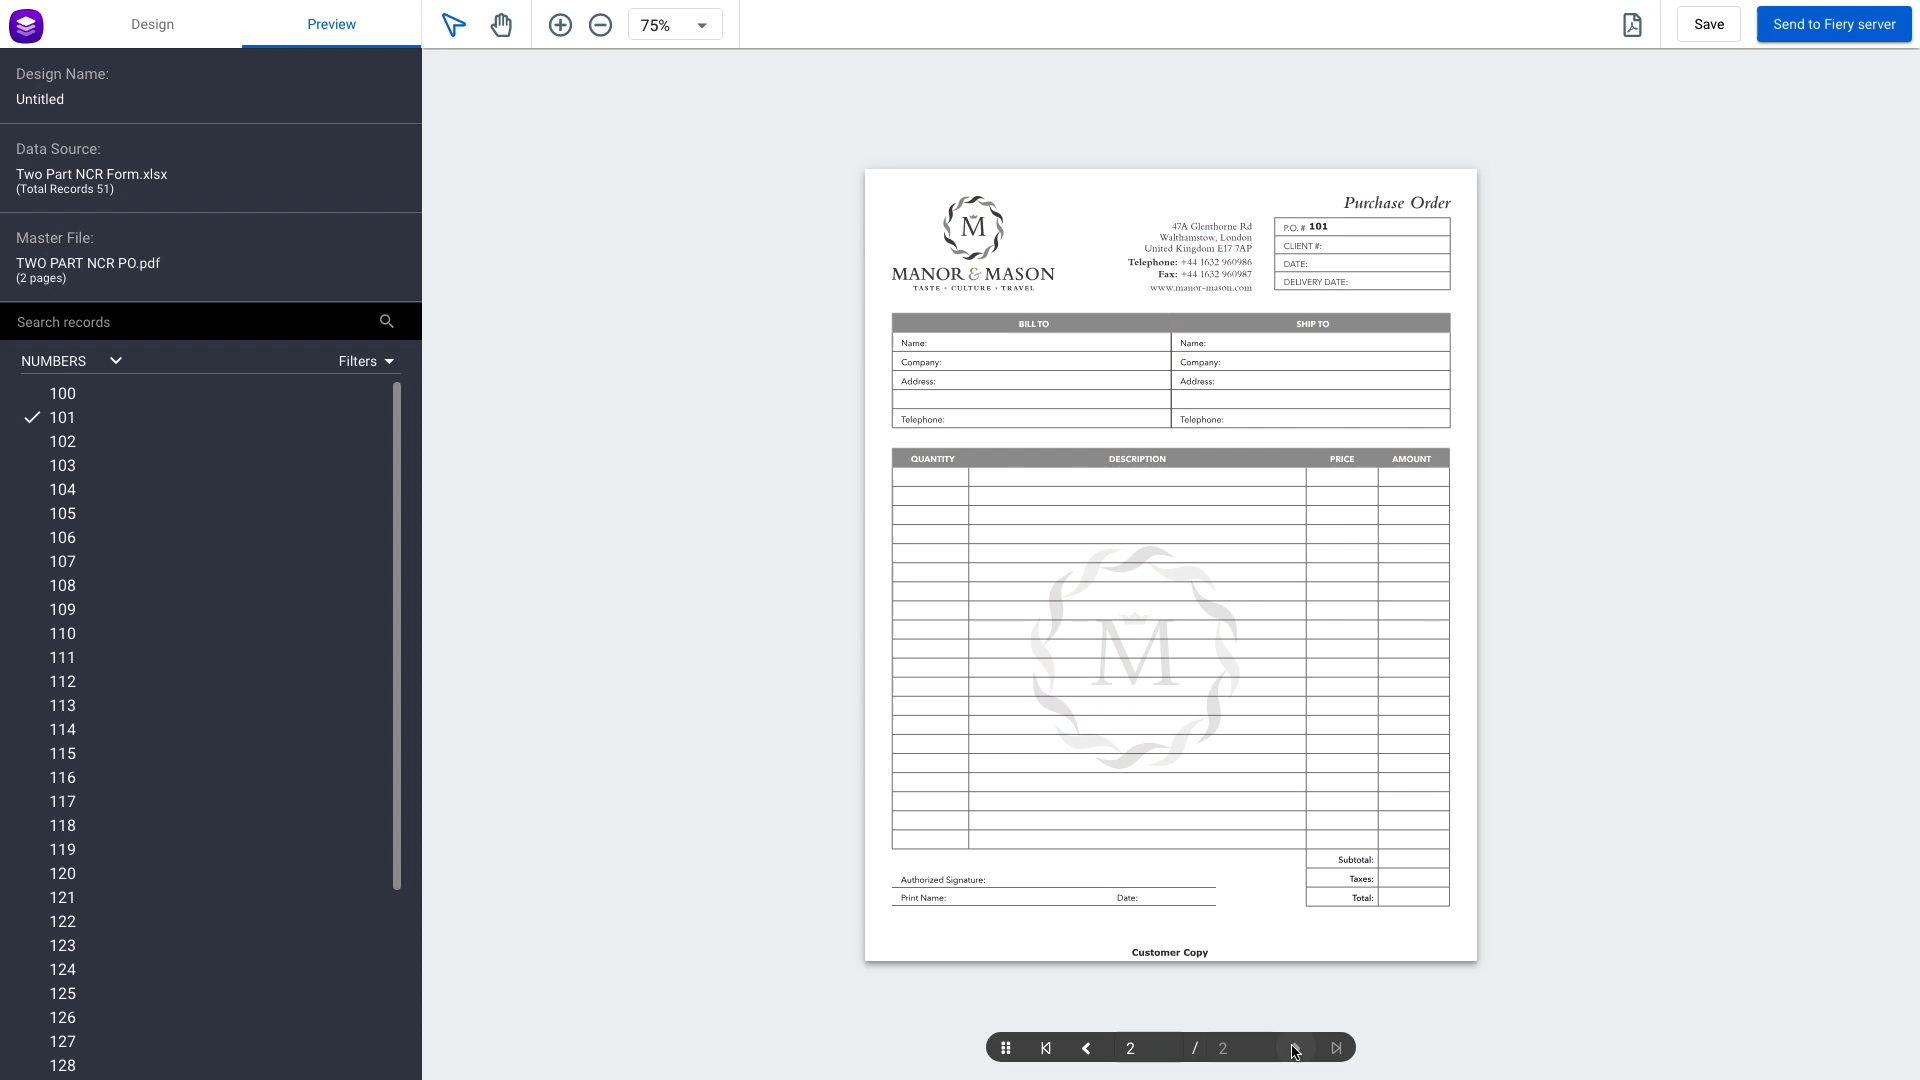 Design
Preview
75%
Save
Send to Fiery server
Design Name:
Untitled
Data Source:
Two Part NCR Form.xlsx
(Total Records 51)
Master File:
TWO PART NCR PO.pdf
(2 pages)
Search records
NUMBERS
Filters
100
101
102
103
104
105
106
107
108
109
110
111
112
113
114
115
116
117
118
119
120
121
122
123
124
125
126
127
128
M
MANOR & MASON
TASTE • CULTURE • TRAVEL
47A Glenthorne Rd
Walthamstow, London
United Kingdom E17 7AP
Telephone: +44 1632 960986
Fax: +44 1632 960987
www.manor-mason.com
Purchase Order
P.O. # 101
CLIENT #:
DATE:
DELIVERY DATE:
BILL TO SHIP TO
Name: Name:
Company: Company:
Address: Address:
Telephone: Telephone:
QUANTITY DESCRIPTION PRICE AMOUNT
M
Subtotal:
Taxes:
Total:
Authorized Signature:
Print Name: Date:
Customer Copy
2 / 2